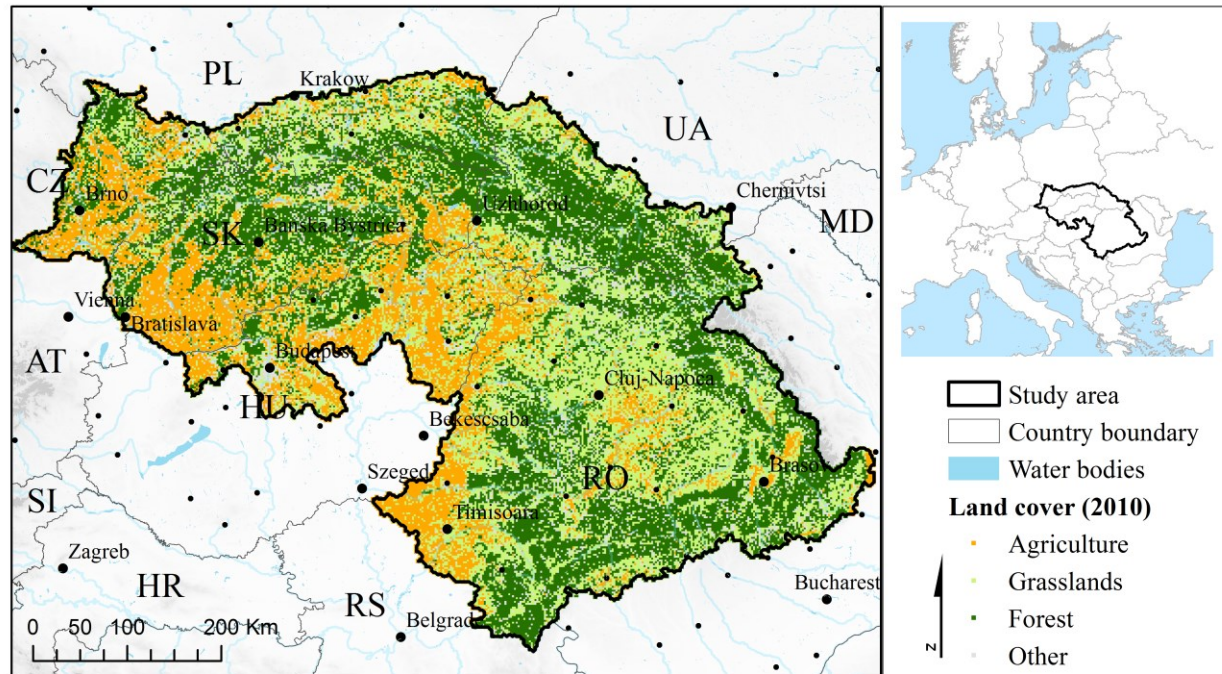 PL
Krakow
UA
CZ
Brno
Uzhhorod
Chernivtsi
SK
Banska Bystrica
MD
Vienna
Bratislava
AT
Budapest
Cluj-Napoca
HU
Bekescsaba
Szeged
RO
Brasov
SI
Timisoara
Zagreb
HR
RS
Bucharest
Belgrad
0 50 100 200 Km
Study area
Country boundary
Water bodies
Land cover (2010)
Agriculture
Grasslands
Forest
Other
N